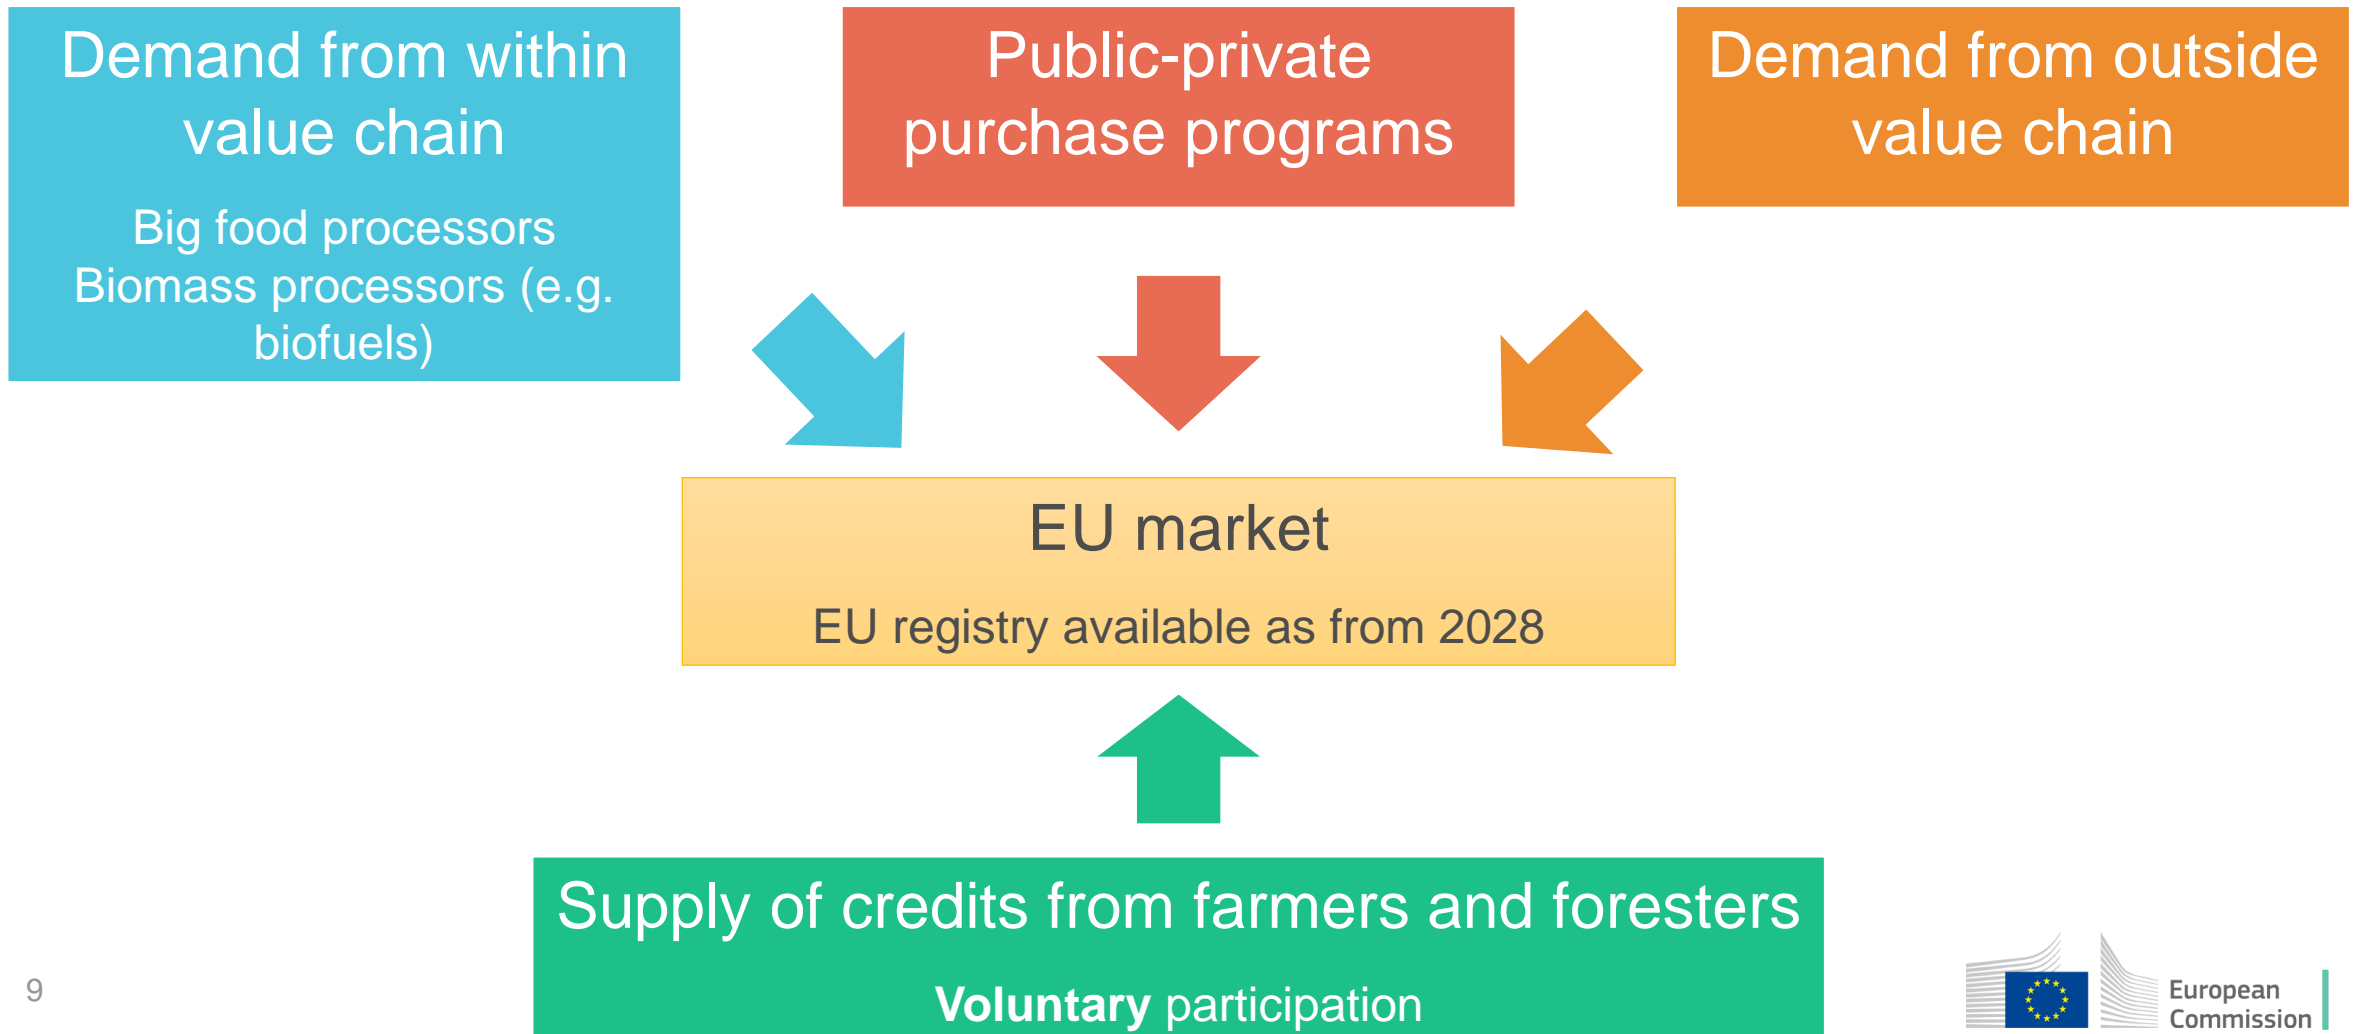 Demand from within
value chain
Big food processors
Biomass processors (e.g.
biofuels)
Public-private
purchase programs
Demand from outside
value chain
EU market
EU registry available as from 2028
Supply of credits from farmers and foresters
Voluntary participation
9
European
Commission